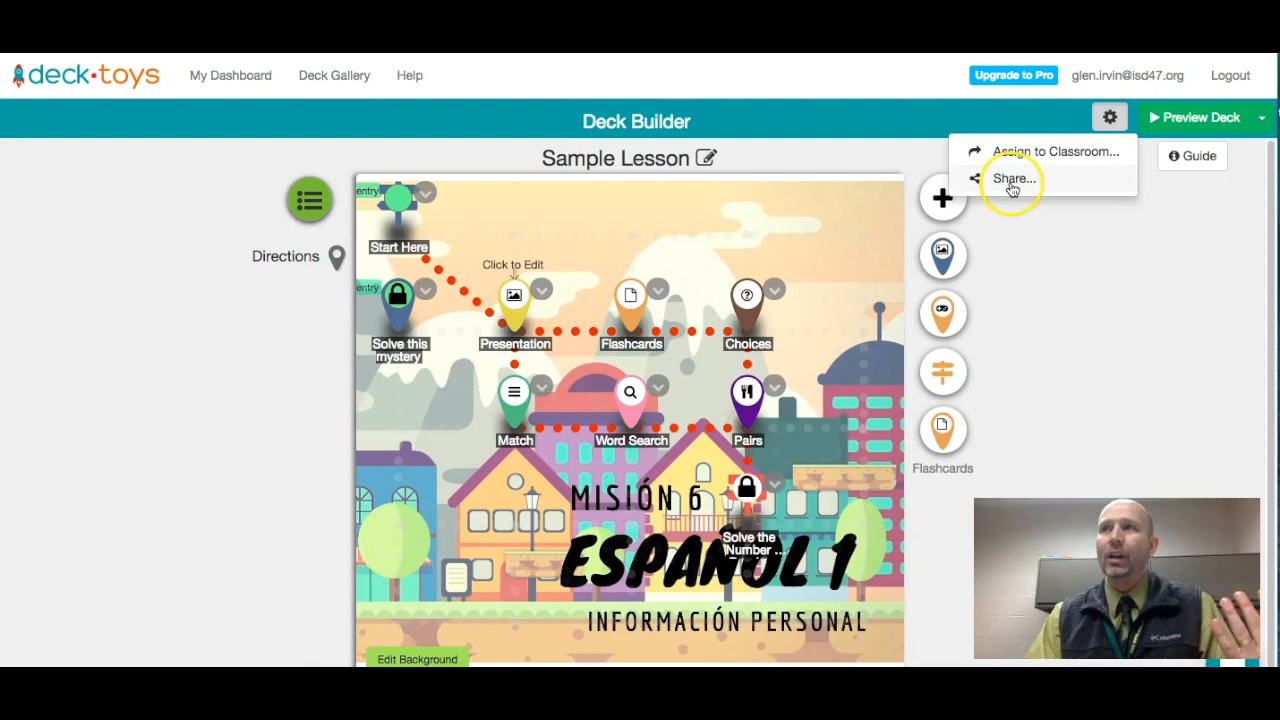 deck•toys
My Dashboard
Deck Gallery
Help
Upgrade to Pro
glen.irvin@isd47.org
Logout
Deck Builder
Preview Deck
Assign to Classroom...
Share...
Guide
Sample Lesson
entry
Start Here
Directions
Click to Edit
entry
Solve this
mystery
Presentation
Flashcards
Choices
Match
Word Search
Pairs
Solve the
Number ...
Flashcards
MISIÓN 6
ESPAÑOL 1
INFORMACIÓN PERSONAL
Edit Background
Columbia